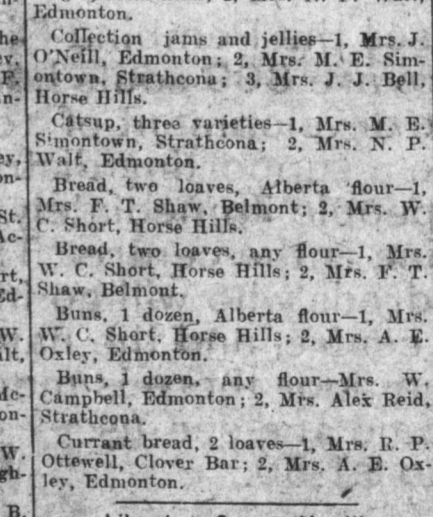 Edmonton.
Collection jams and jellies—1, Mrs. J.
O'Neill, Edmonton; 2, Mrs. M. E. Sim-
ontown, Strathcona; 3, Mrs. J. J. Bell,
Horse Hills.
Catsup, three varieties—1, Mrs. M. E.
Simontown, Strathcona; 2, Mrs. N. P.
Walt, Edmonton.
Bread, two loaves, Alberta flour—1,
Mrs. F. T. Shaw, Belmont; 2, Mrs. W.
C. Short, Horse Hills.
Bread, two loaves, any flour—1, Mrs.
W. C. Short, Horse Hills; 2, Mrs. F. T.
Shaw, Belmont.
Buns, 1 dozen, Alberta flour—1, Mrs.
W. C. Short, Horse Hills; 2, Mrs. A. E.
Oxley, Edmonton.
Buns, 1 dozen, any flour—Mrs. W.
Campbell, Edmonton; 2, Mrs. Alex Reid,
Strathcona.
Currant bread, 2 loaves—1, Mrs. R. P.
Ottewell, Clover Bar; 2, Mrs. A. E. Ox-
ley, Edmonton.